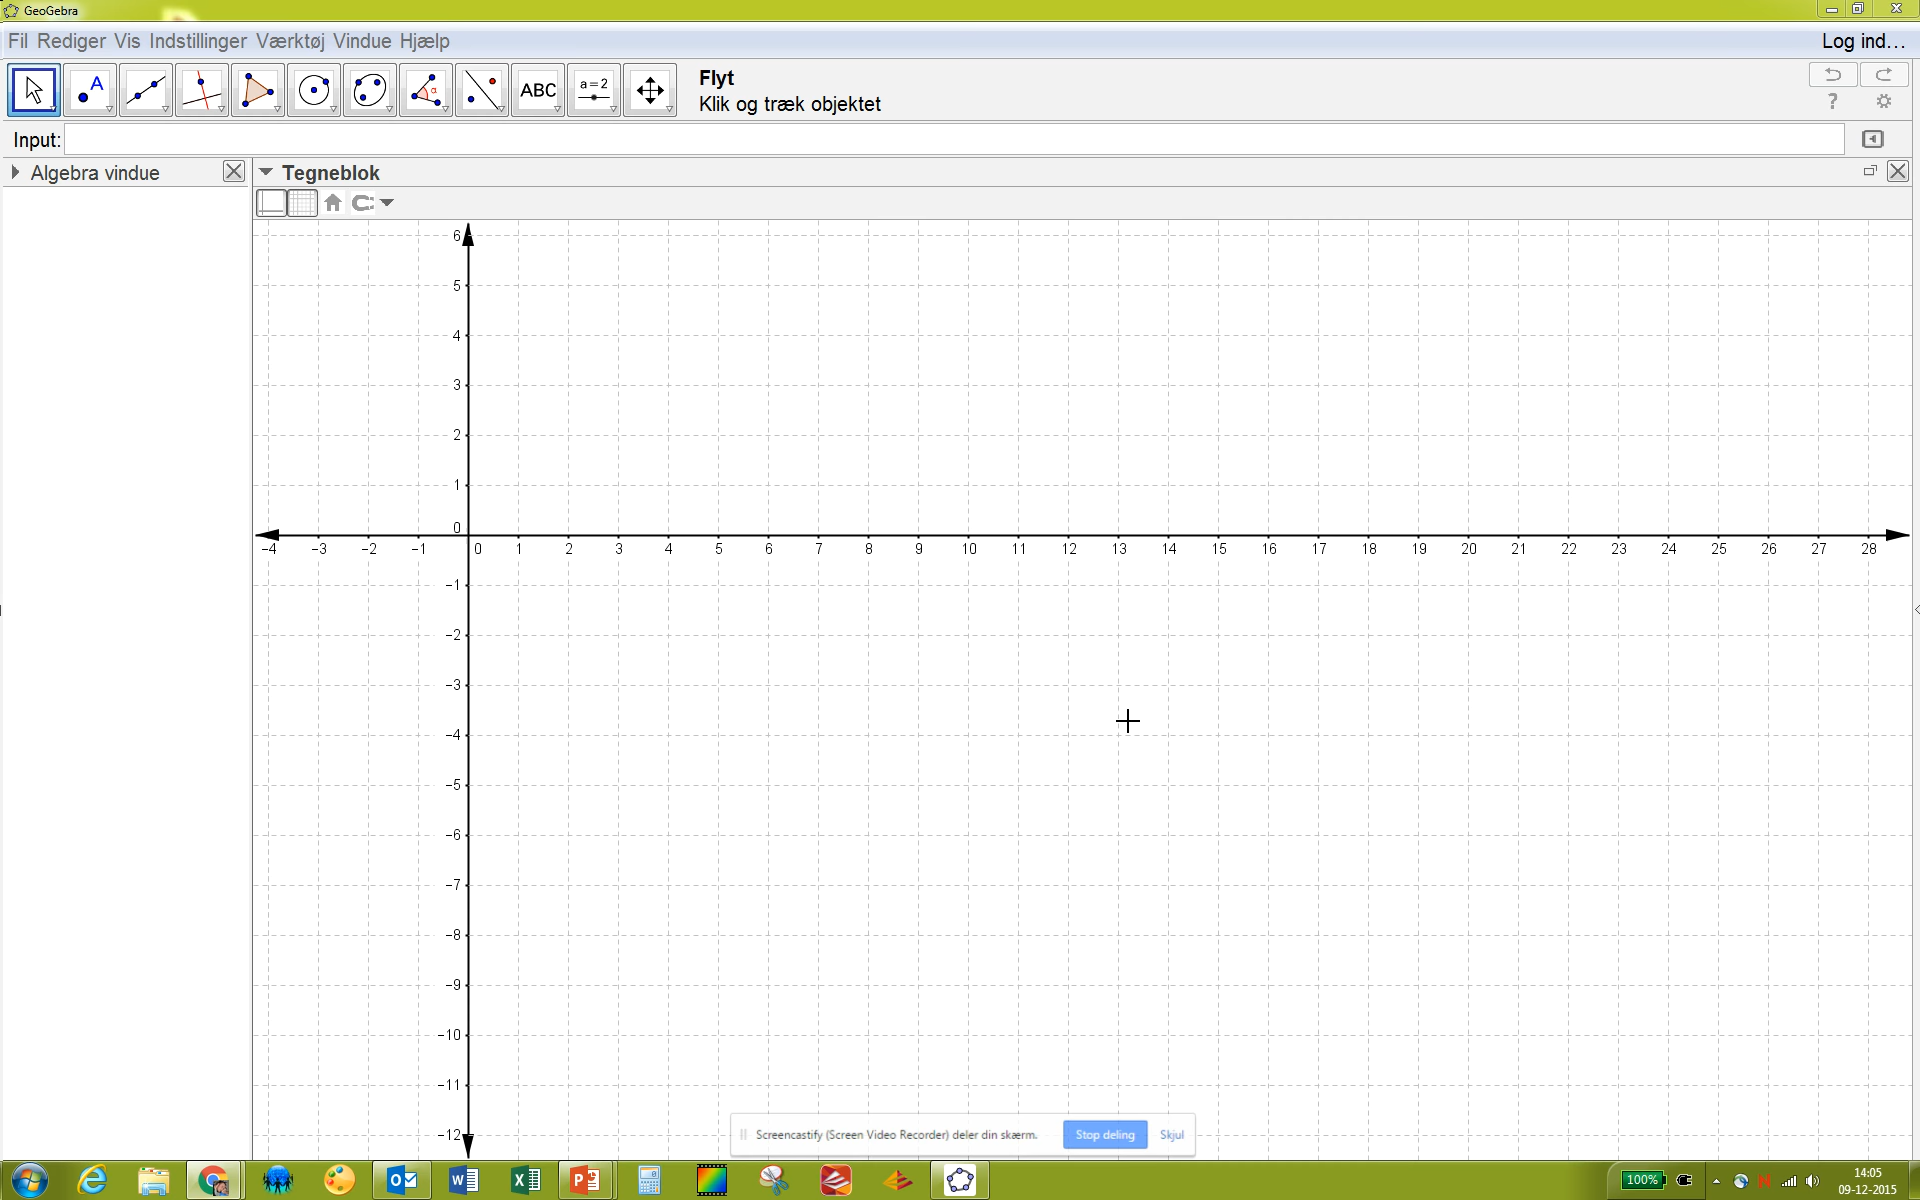 GeoGebra
Fil Rediger Vis Indstillinger Værktøj Vindue Hjælp
Log ind...
A
α
ABC
a=2
Flyt
Klik og træk objektet
?
Input:
Algebra vindue
Tegneblok
6
5
4
3
2
1
0
-4 -3 -2 -1 0 1 2 3 4 5 6 7 8 9 10 11 12 13 14 15 16 17 18 19 20 21 22 23 24 25 26 27 28
-1
-2
-3
-4
-5
-6
-7
-8
-9
-10
-11
-12
Screencastify (Screen Video Recorder) deler din skærm.
Stop deling
Skjul
100%
14:05
09-12-2015